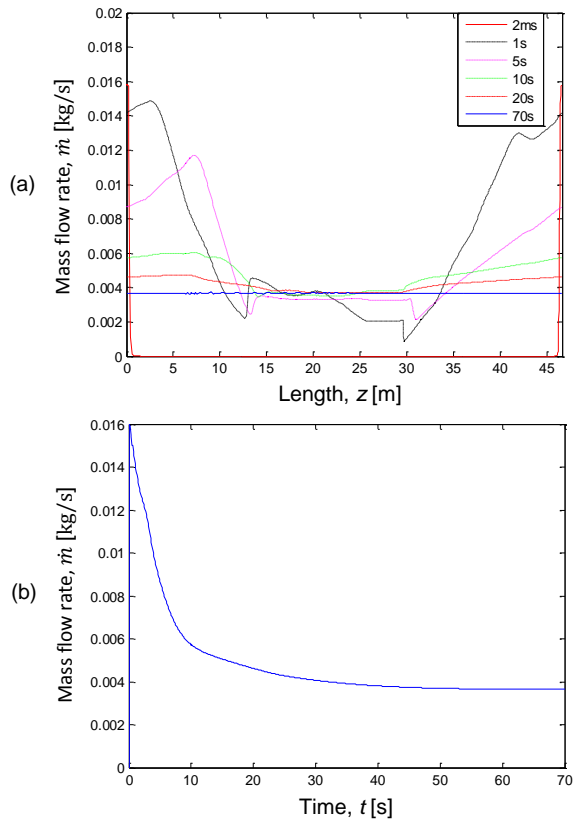 0.02
0.018
0.016
0.014
0.012
0.01
0.008
0.006
0.004
0.002
0
Mass flow rate, ṁ [kg/s]
(a)
2ms
1s
5s
10s
20s
70s
0 5 10 15 20 25 30 35 40 45
Length, z [m]
0.016
0.014
0.012
0.01
0.008
0.006
0.004
0.002
0
Mass flow rate, ṁ [kg/s]
(b)
0 10 20 30 40 50 60 70
Time, t [s]